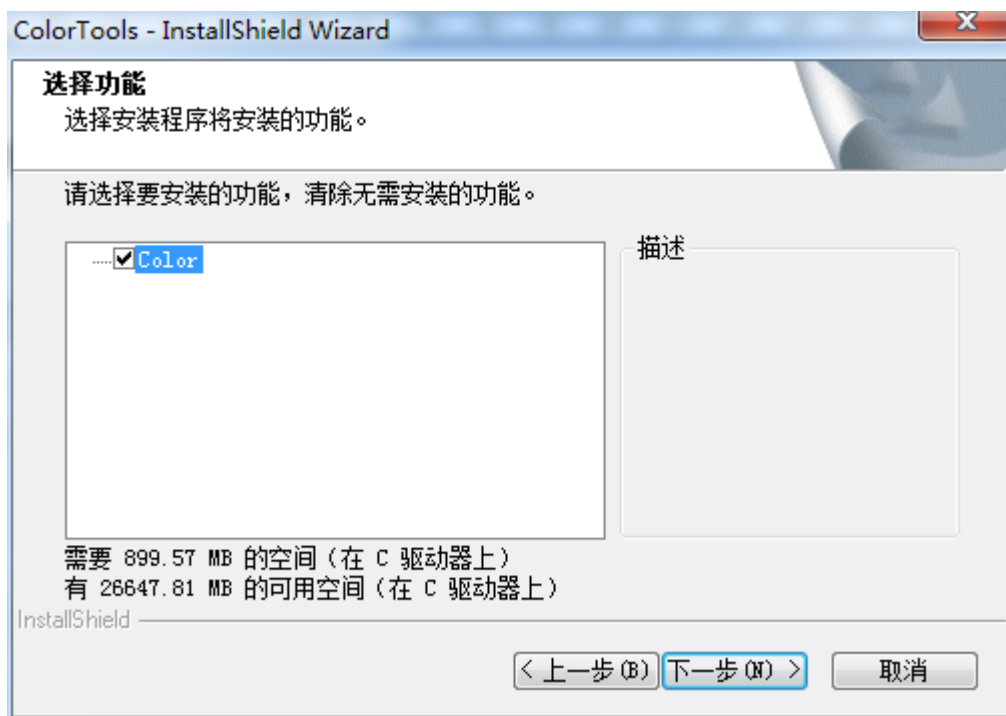 ColorTools - InstallShield Wizard
选择功能
选择安装程序将安装的功能。
请选择要安装的功能，清除无需安装的功能。
Color
描述
需要 899.57 MB 的空间（在 C 驱动器上）
有 26647.81 MB 的可用空间（在 C 驱动器上）
InstallShield
< 上一步(B) 下一步(N) > 取消